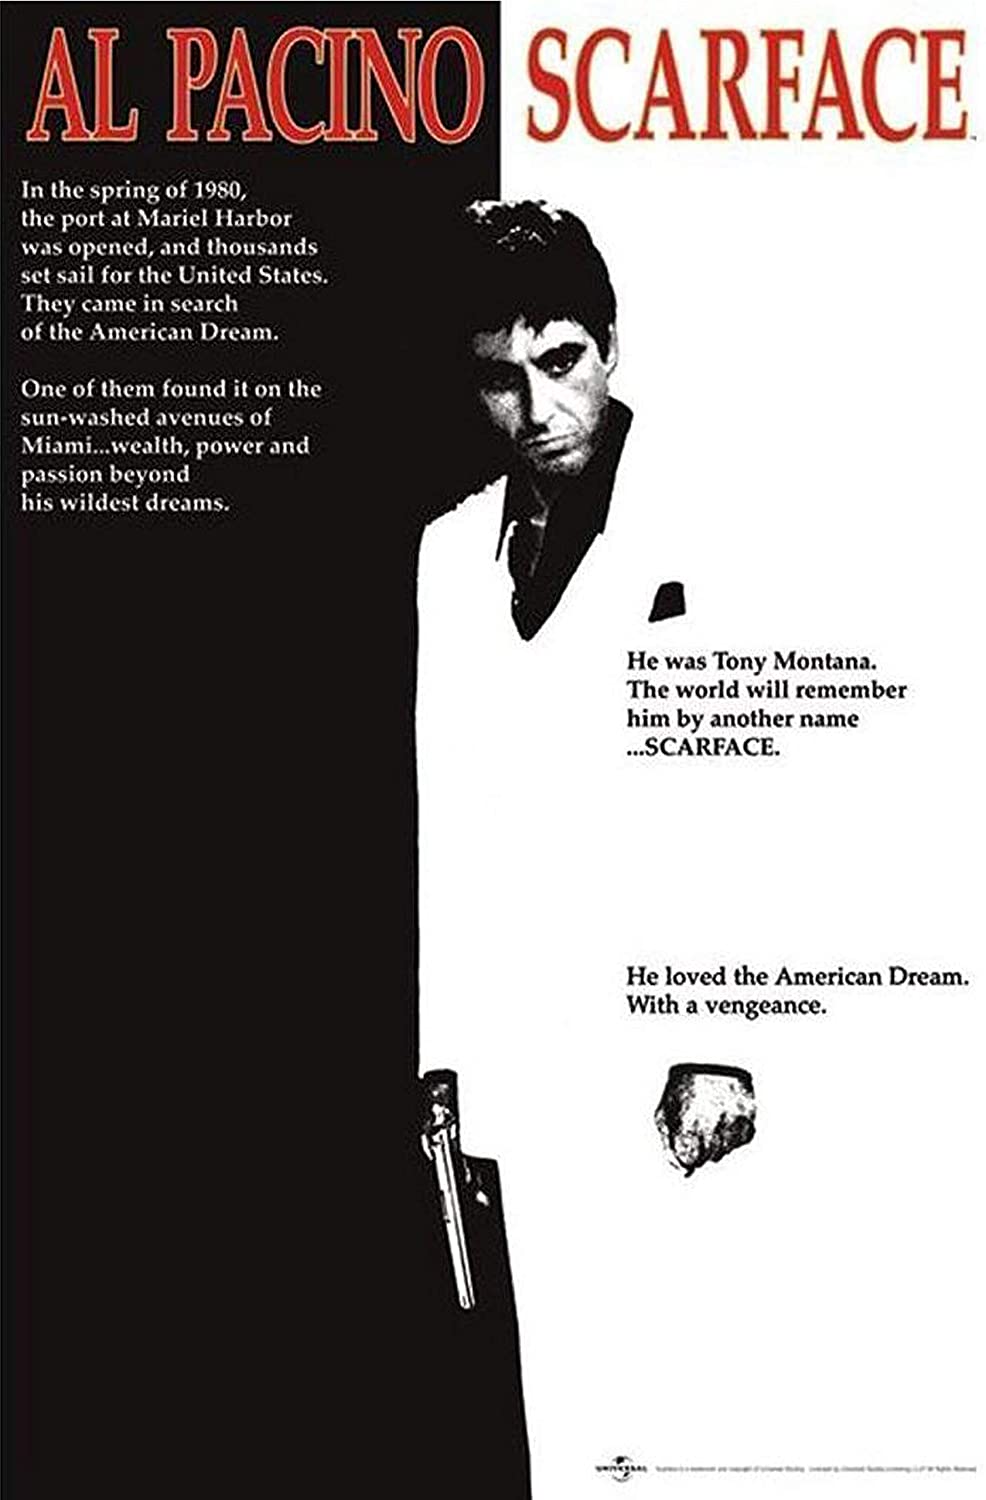 AL PACINO SCARFACE
In the spring of 1980,
the port at Mariel Harbor
was opened, and thousands
set sail for the United States.
They came in search
of the American Dream.
One of them found it on the
sun-washed avenues of
Miami...wealth, power and
passion beyond
his wildest dreams.
He was Tony Montana.
The world will remember
him by another name
...SCARFACE.
He loved the American Dream.
With a vengeance.
UNIVERSAL